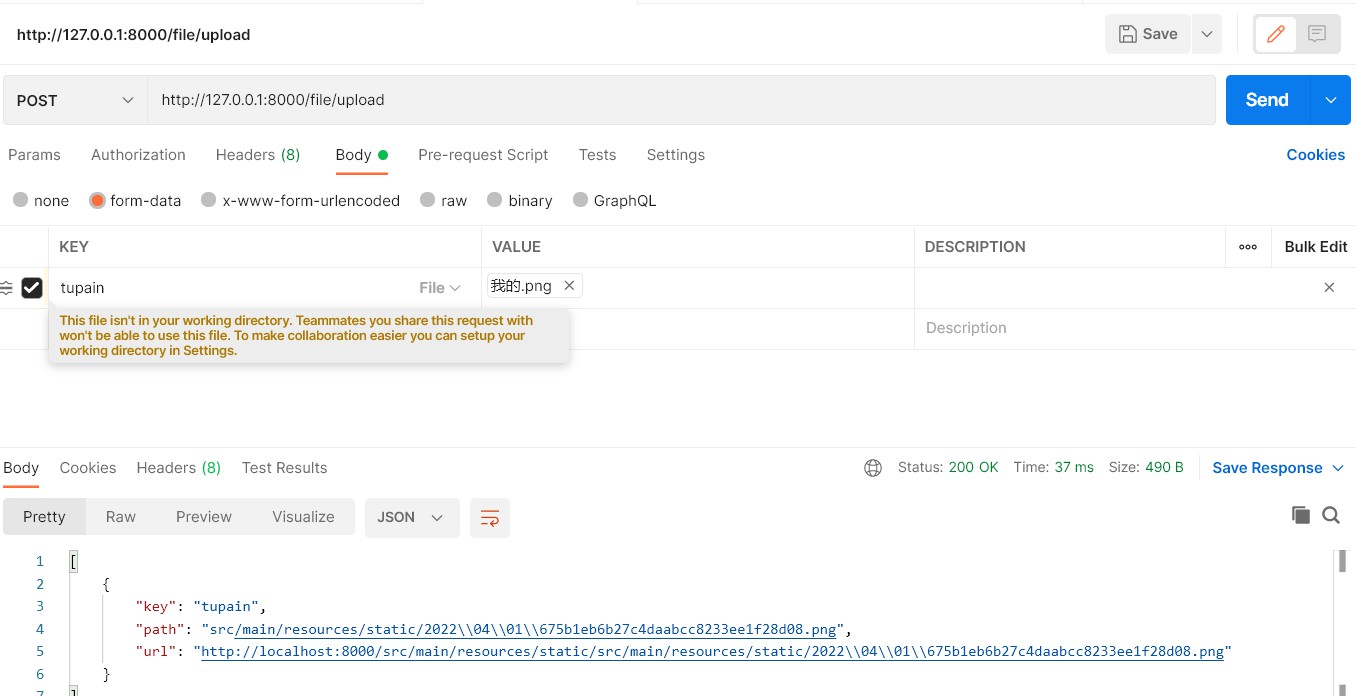 http://127.0.0.1:8000/file/upload
Save
POST
http://127.0.0.1:8000/file/upload
Send
Params Authorization Headers (8) Body Pre-request Script Tests Settings Cookies
none form-data x-www-form-urlencoded raw binary GraphQL
KEY VALUE DESCRIPTION Bulk Edit
tupain File 我的.png
This file isn't in your working directory. Teammates you share this request with
won't be able to use this file. To make collaboration easier you can setup your
working directory in Settings.
Description
Body Cookies Headers (8) Test Results Status: 200 OK Time: 37 ms Size: 490 B Save Response
Pretty Raw Preview Visualize JSON
1 [
2 {
3 "key": "tupain",
4 "path": "src/main/resources/static/2022\\04\\01\\675b1eb6b27c4daabcc8233ee1f28d08.png",
5 "url": "http://localhost:8000/src/main/resources/static/src/main/resources/static/2022\\04\\01\\675b1eb6b27c4daabcc8233ee1f28d08.png"
6 }
7 ]